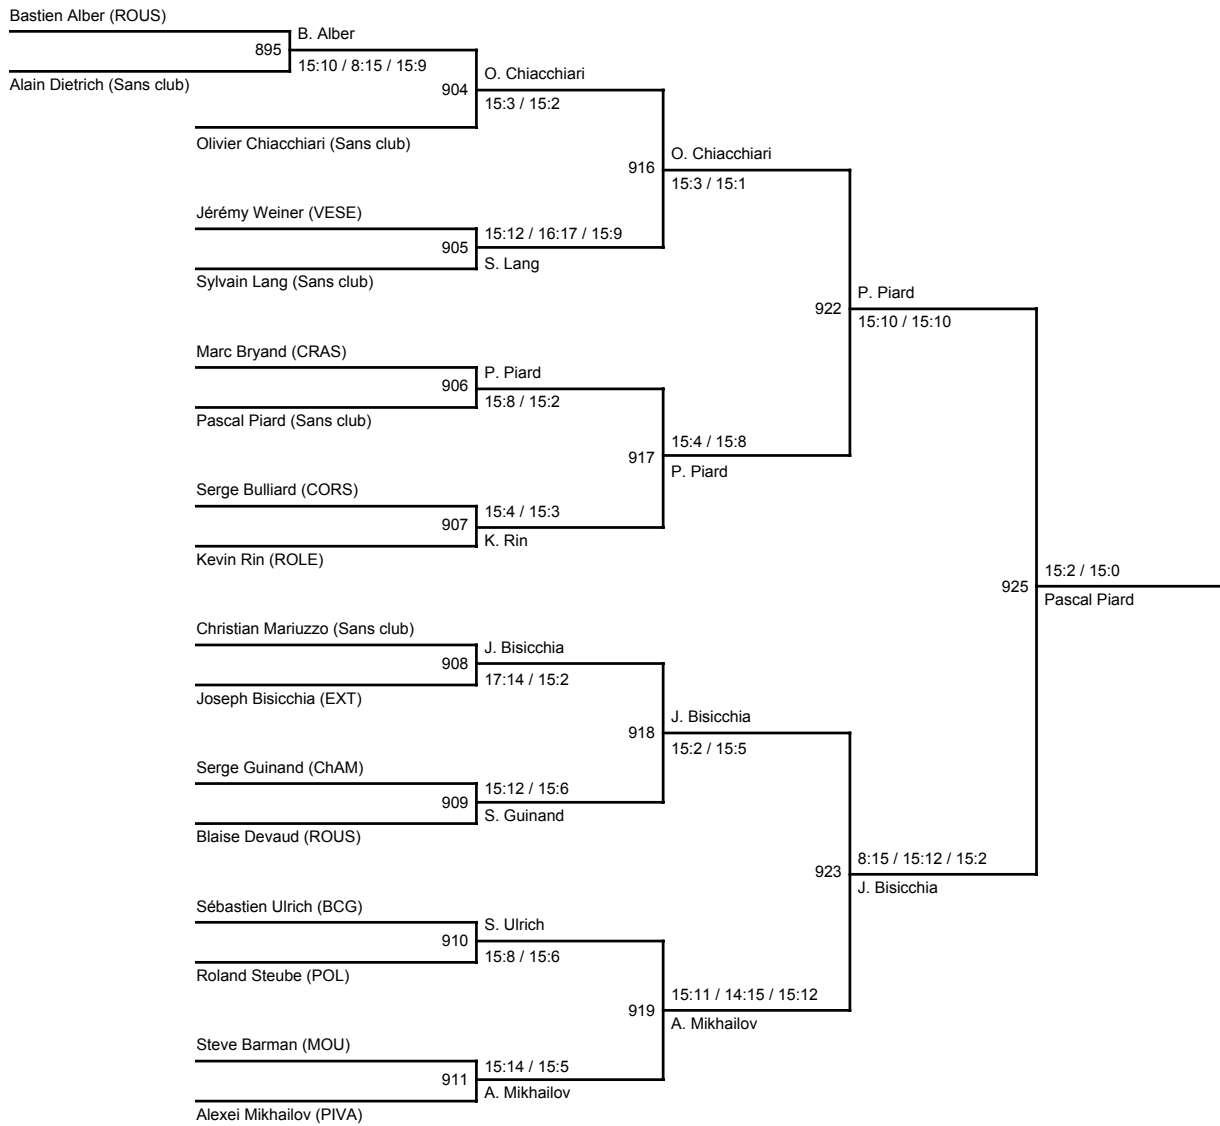 Bastien Alber (ROUS)
895
Alain Dietrich (Sans club)
B. Alber
15:10 / 8:15 / 15:9
904
Olivier Chiacchiari (Sans club)
O. Chiacchiari
15:3 / 15:2
916
Jérémy Weiner (VESE)
905
Sylvain Lang (Sans club)
15:12 / 16:17 / 15:9
S. Lang
O. Chiacchiari
15:3 / 15:1
922
Marc Bryand (CRAS)
906
Pascal Piard (Sans club)
P. Piard
15:8 / 15:2
917
Serge Bulliard (CORS)
907
Kevin Rin (ROLE)
15:4 / 15:3
K. Rin
15:4 / 15:8
P. Piard
P. Piard
15:10 / 15:10
925
15:2 / 15:0
Pascal Piard
Christian Mariuzzo (Sans club)
908
Joseph Bisicchia (EXT)
J. Bisicchia
17:14 / 15:2
918
Serge Guinand (ChAM)
909
Blaise Devaud (ROUS)
15:12 / 15:6
S. Guinand
J. Bisicchia
15:2 / 15:5
923
8:15 / 15:12 / 15:2
J. Bisicchia
Sébastien Ulrich (BCG)
910
Roland Steube (POL)
S. Ulrich
15:8 / 15:6
919
Steve Barman (MOU)
911
Alexei Mikhailov (PIVA)
15:14 / 15:5
A. Mikhailov
15:11 / 14:15 / 15:12
A. Mikhailov